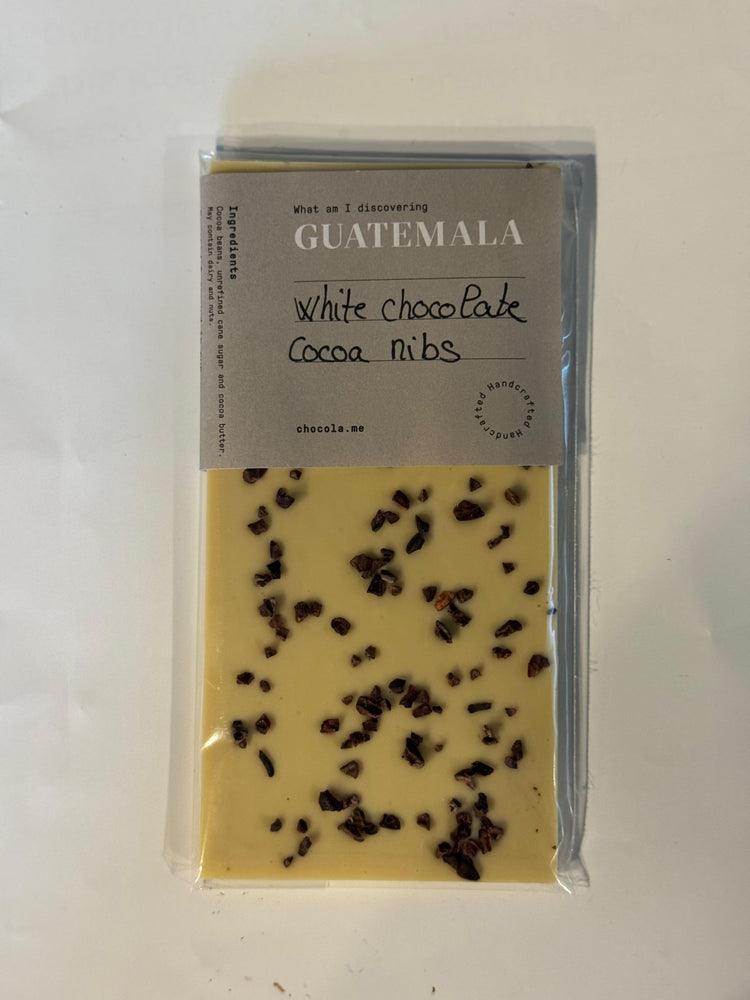 What am I discovering
GUATEMALA
White chocolate
Cocoa nibs
chocola.me
Handcrafted Handcrafted
Ingredients
Cocoa beans, unrefined cane sugar and cocoa butter.
May contain dairy and nuts.